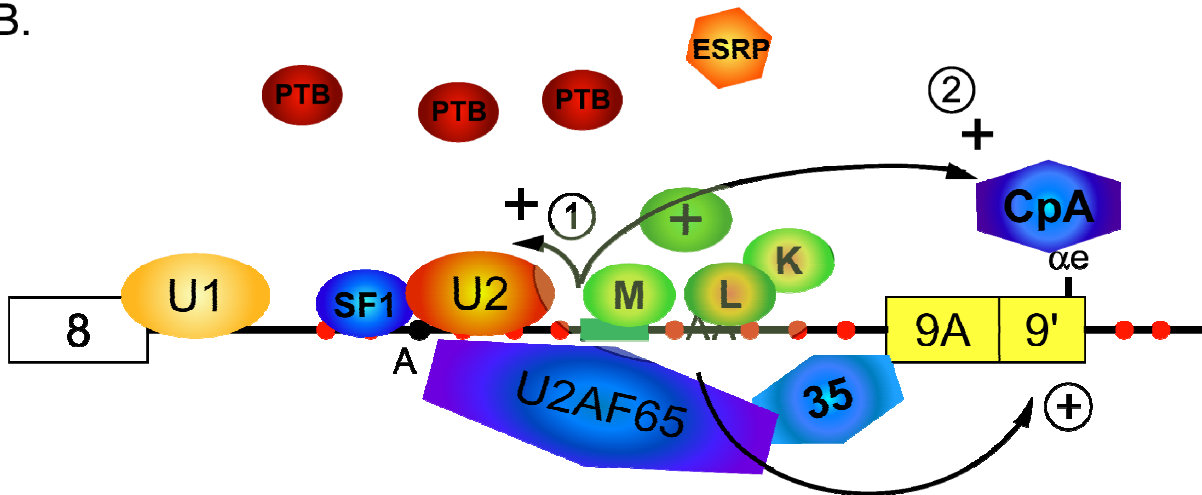 B.
ESRP
PTB
PTB
PTB
2
+
+
1
+
CpA
αe
K
U1
SF1
U2
M
L
8
A
AA
9A
9'
U2AF65
35
+